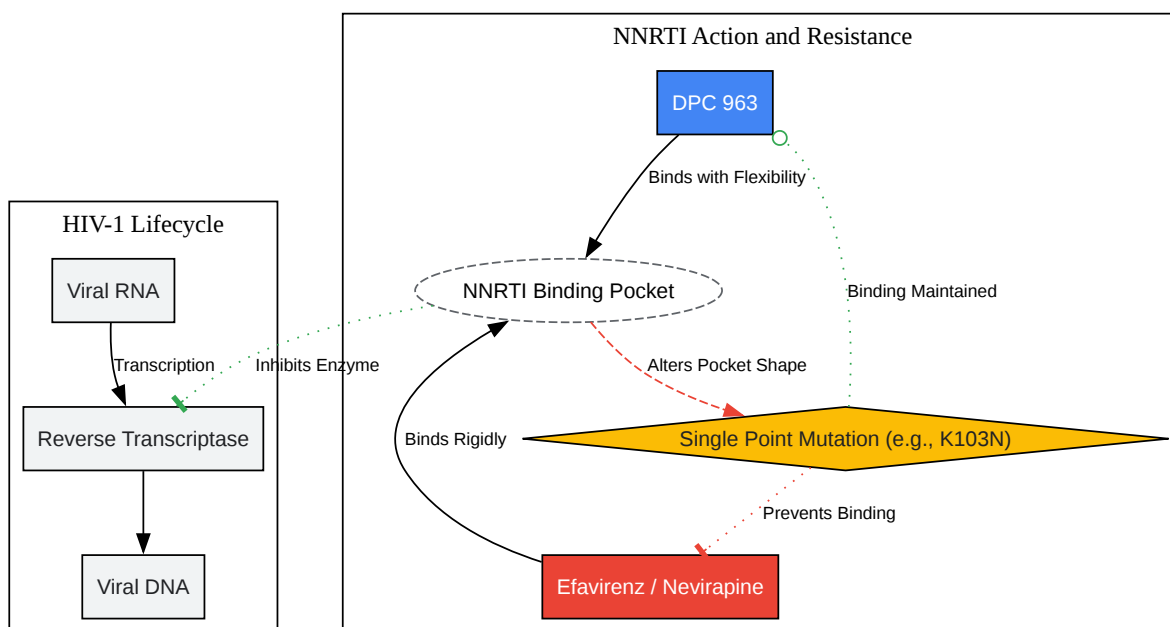 NNRTI Action and Resistance
DPC 963
Binds with Flexibility
HIV-1 Lifecycle
Viral RNA
NNRTI Binding Pocket
Binding Maintained
Transcription
Inhibits Enzyme
Alters Pocket Shape
Reverse Transcriptase
Binds Rigidly
Single Point Mutation (e.g., K103N)
Prevents Binding
Viral DNA
Efavirenz / Nevirapine